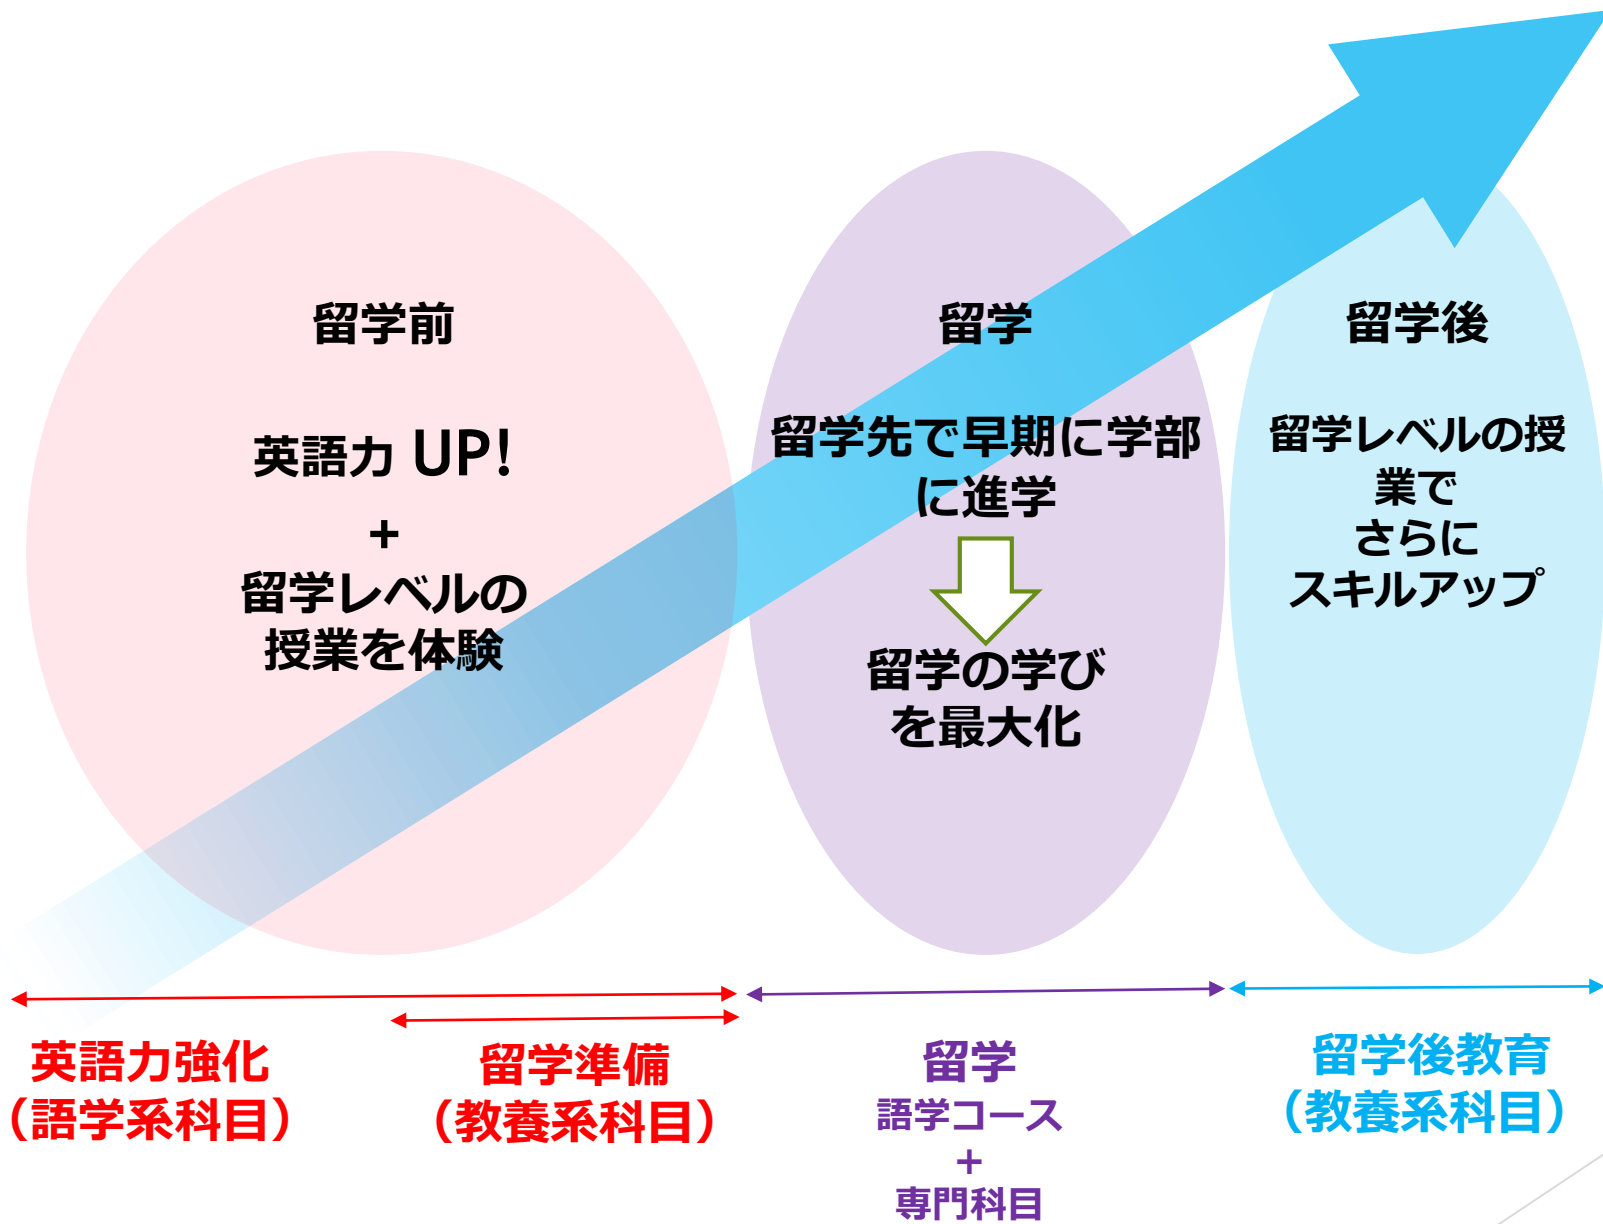 留学前
英語力 UP!
+
留学レベルの
授業を体験
留学
留学先で早期に学部
に進学
留学の学び
を最大化
留学後
留学レベルの授
業で
さらに
スキルアップ
英語力強化
（語学系科目）
留学準備
（教養系科目）
留学
語学コース
+
専門科目
留学後教育
（教養系科目）